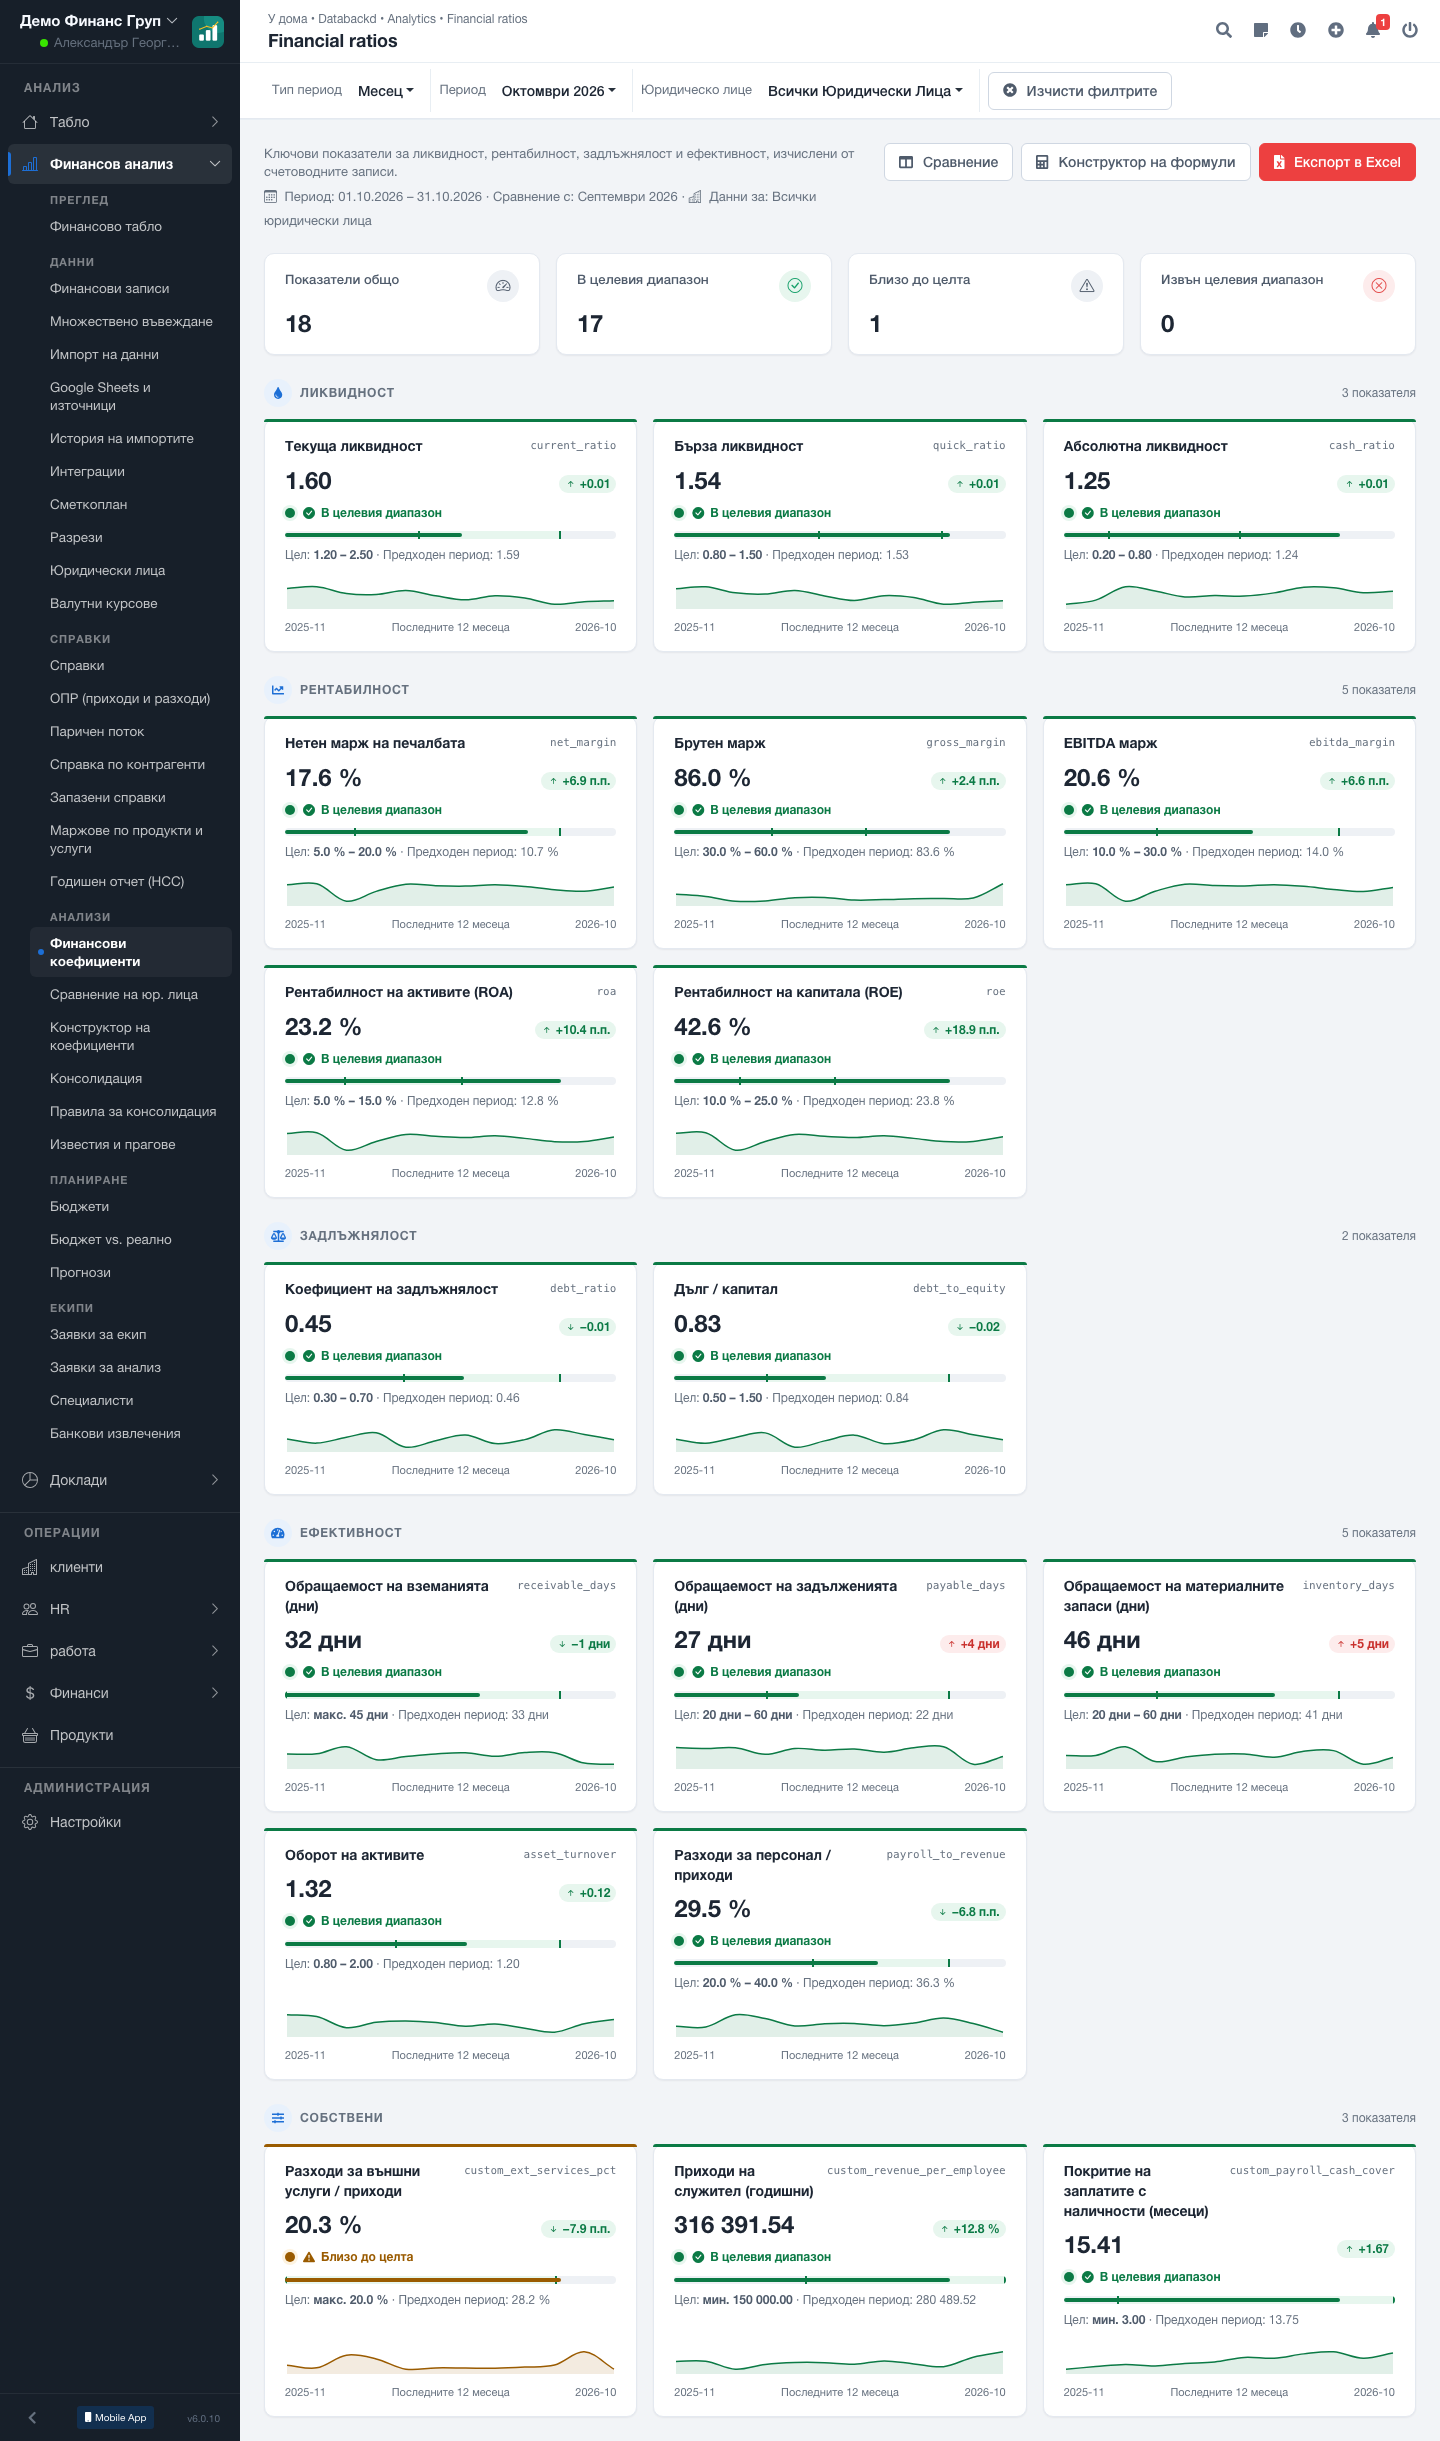 Демо Финанс Груп
Александър Георг...
АНАЛИЗ
Табло
Финансов анализ
ПРЕГЛЕД
Финансово табло
ДАННИ
Финансови записи
Множествено въвеждане
Импорт на данни
Google Sheets и
източници
История на импортите
Интеграции
Сметкоплан
Разрези
Юридически лица
Валутни курсове
СПРАВКИ
Справки
ОПР (приходи и разходи)
Паричен поток
Справка по контрагенти
Запазени справки
Маржове по продукти и
услуги
Годишен отчет (НСС)
АНАЛИЗИ
Финансови
коефициенти
Сравнение на юр. лица
Конструктор на
коефициенти
Консолидация
Правила за консолидация
Известия и прагове
ПЛАНИРАНЕ
Бюджети
Бюджет vs. реално
Прогнози
ЕКИПИ
Заявки за екип
Заявки за анализ
Специалисти
Банкови извлечения
Доклади
ОПЕРАЦИИ
клиенти
HR
работа
Финанси
Продукти
АДМИНИСТРАЦИЯ
Настройки
Mobile App
v6.0.10
У дома • Databackd • Analytics • Financial ratios
Financial ratios
1
Тип период Месец Период Октомври 2026 Юридическо лице Всички Юридически Лица Изчисти филтрите
Ключови показатели за ликвидност, рентабилност, задлъжнялост и ефективност, изчислени от
счетоводните записи.
Период: 01.10.2026 – 31.10.2026 · Сравнение с: Септември 2026 · Данни за: Всички
юридически лица
Сравнение Конструктор на формули Експорт в Excel
Показатели общо
18
В целевия диапазон
17
Близо до целта
1
Извън целевия диапазон
0
ЛИКВИДНОСТ 3 показателя
Текуща ликвидност current_ratio
1.60 ↑ +0.01
В целевия диапазон
Цел: 1.20 – 2.50 · Предходен период: 1.59
2025-11 Последните 12 месеца 2026-10
Бърза ликвидност quick_ratio
1.54 ↑ +0.01
В целевия диапазон
Цел: 0.80 – 1.50 · Предходен период: 1.53
2025-11 Последните 12 месеца 2026-10
Абсолютна ликвидност cash_ratio
1.25 ↑ +0.01
В целевия диапазон
Цел: 0.20 – 0.80 · Предходен период: 1.24
2025-11 Последните 12 месеца 2026-10
РЕНТАБИЛНОСТ 5 показателя
Нетен марж на печалбата net_margin
17.6 % ↑ +6.9 п.п.
В целевия диапазон
Цел: 5.0 % – 20.0 % · Предходен период: 10.7 %
2025-11 Последните 12 месеца 2026-10
Брутен марж gross_margin
86.0 % ↑ +2.4 п.п.
В целевия диапазон
Цел: 30.0 % – 60.0 % · Предходен период: 83.6 %
2025-11 Последните 12 месеца 2026-10
EBITDA марж ebitda_margin
20.6 % ↑ +6.6 п.п.
В целевия диапазон
Цел: 10.0 % – 30.0 % · Предходен период: 14.0 %
2025-11 Последните 12 месеца 2026-10
Рентабилност на активите (ROA) roa
23.2 % ↑ +10.4 п.п.
В целевия диапазон
Цел: 5.0 % – 15.0 % · Предходен период: 12.8 %
2025-11 Последните 12 месеца 2026-10
Рентабилност на капитала (ROE) roe
42.6 % ↑ +18.9 п.п.
В целевия диапазон
Цел: 10.0 % – 25.0 % · Предходен период: 23.8 %
2025-11 Последните 12 месеца 2026-10
ЗАДЛЪЖНЯЛОСТ 2 показателя
Коефициент на задлъжнялост debt_ratio
0.45 ↓ −0.01
В целевия диапазон
Цел: 0.30 – 0.70 · Предходен период: 0.46
2025-11 Последните 12 месеца 2026-10
Дълг / капитал debt_to_equity
0.83 ↓ −0.02
В целевия диапазон
Цел: 0.50 – 1.50 · Предходен период: 0.84
2025-11 Последните 12 месеца 2026-10
ЕФЕКТИВНОСТ 5 показателя
Обращаемост на вземанията receivable_days
(дни)
32 дни ↓ −1 дни
В целевия диапазон
Цел: макс. 45 дни · Предходен период: 33 дни
2025-11 Последните 12 месеца 2026-10
Обращаемост на задълженията payable_days
(дни)
27 дни ↑ +4 дни
В целевия диапазон
Цел: 20 дни – 60 дни · Предходен период: 22 дни
2025-11 Последните 12 месеца 2026-10
Обращаемост на материалните inventory_days
запаси (дни)
46 дни ↑ +5 дни
В целевия диапазон
Цел: 20 дни – 60 дни · Предходен период: 41 дни
2025-11 Последните 12 месеца 2026-10
Оборот на активите asset_turnover
1.32 ↑ +0.12
В целевия диапазон
Цел: 0.80 – 2.00 · Предходен период: 1.20
2025-11 Последните 12 месеца 2026-10
Разходи за персонал / payroll_to_revenue
приходи
29.5 % ↓ −6.8 п.п.
В целевия диапазон
Цел: 20.0 % – 40.0 % · Предходен период: 36.3 %
2025-11 Последните 12 месеца 2026-10
СОБСТВЕНИ 3 показателя
Разходи за външни custom_ext_services_pct
услуги / приходи
20.3 % ↓ −7.9 п.п.
Близо до целта
Цел: макс. 20.0 % · Предходен период: 28.2 %
2025-11 Последните 12 месеца 2026-10
Приходи на custom_revenue_per_employee
служител (годишни)
316 391.54 ↑ +12.8 %
В целевия диапазон
Цел: мин. 150 000.00 · Предходен период: 280 489.52
2025-11 Последните 12 месеца 2026-10
Покритие на custom_payroll_cash_cover
заплатите с
наличности (месеци)
15.41 ↑ +1.67
В целевия диапазон
Цел: мин. 3.00 · Предходен период: 13.75
2025-11 Последните 12 месеца 2026-10